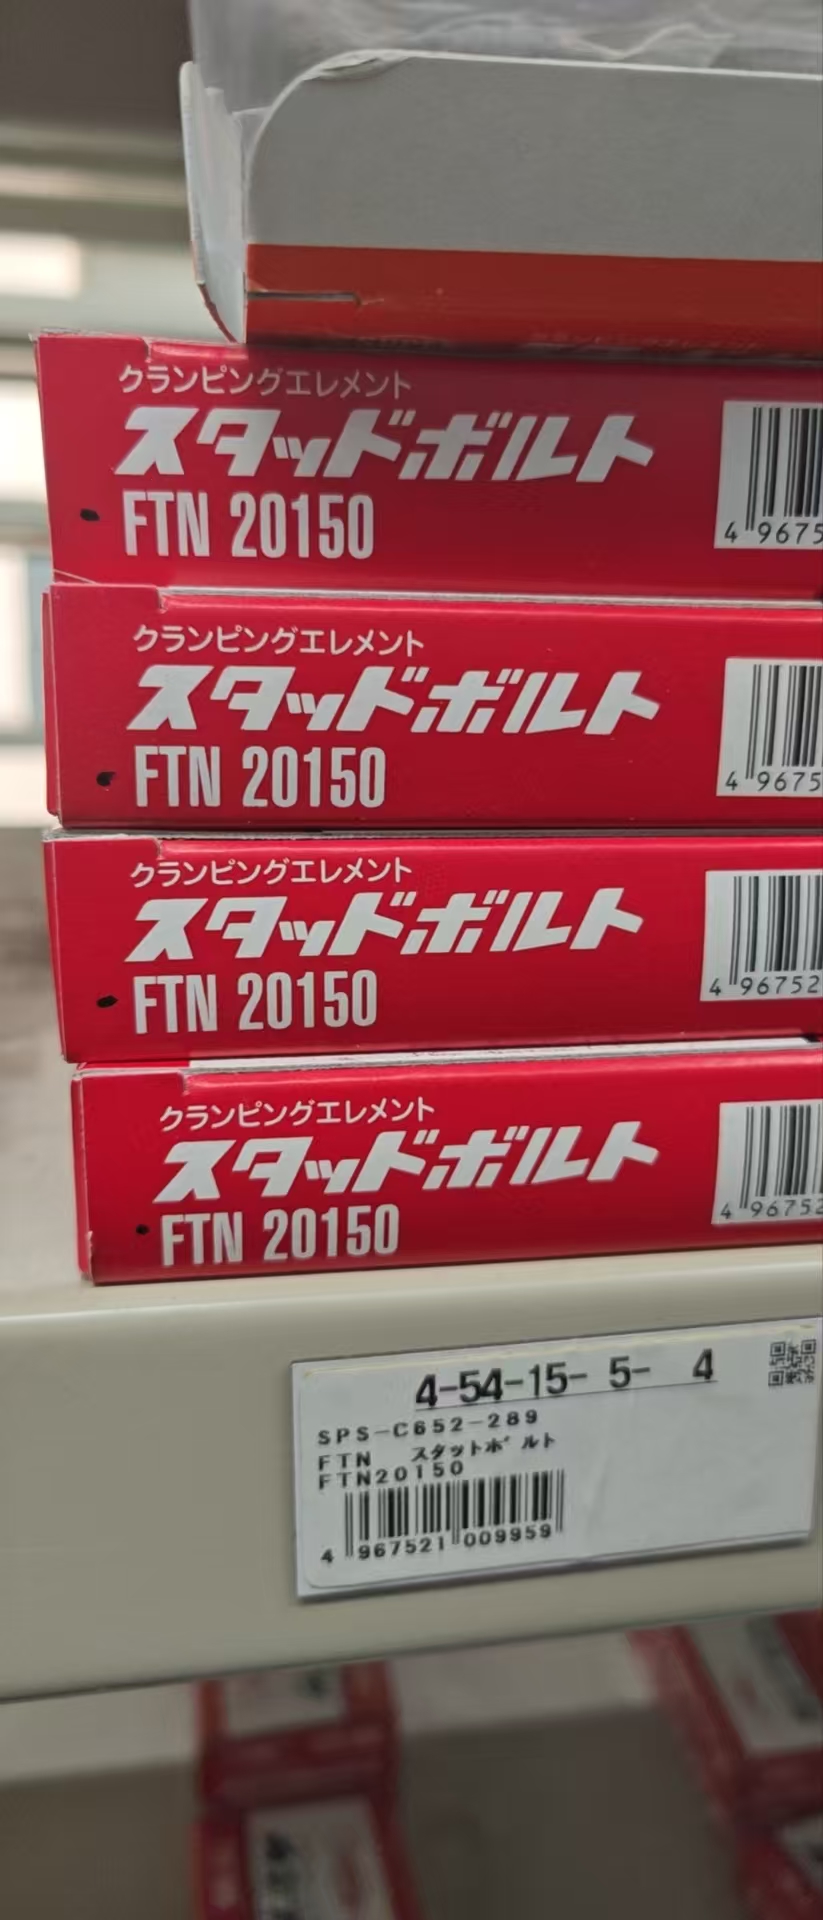 クランピングエレメント
スタッドボルト
FTN 20150
4 9675
クランピングエレメント
スタッドボルト
FTN 20150
4 9675
クランピングエレメント
スタッドボルト
FTN 20150
4 96752
クランピングエレメント
スタッドボルト
FTN 20150
4 96752
4-54-15- 5- 4
SPS-C652-289
FTN スタットホ゛ルト
FTN20150
4 967521 009959